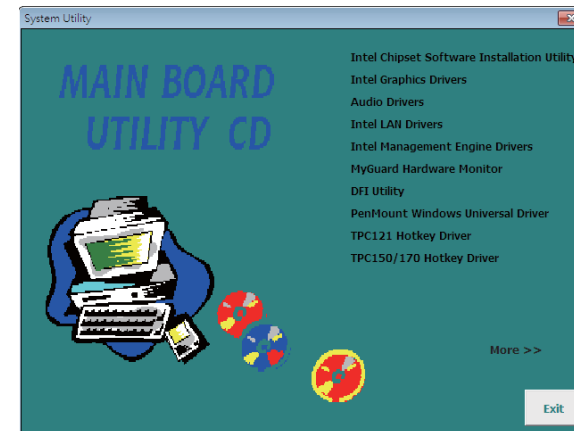 System Utility
MAIN BOARD
UTILITY CD
Intel Chipset Software Installation Utility
Intel Graphics Drivers
Audio Drivers
Intel LAN Drivers
Intel Management Engine Drivers
MyGuard Hardware Monitor
DFI Utility
PenMount Windows Universal Driver
TPC121 Hotkey Driver
TPC150/170 Hotkey Driver
More >>
Exit